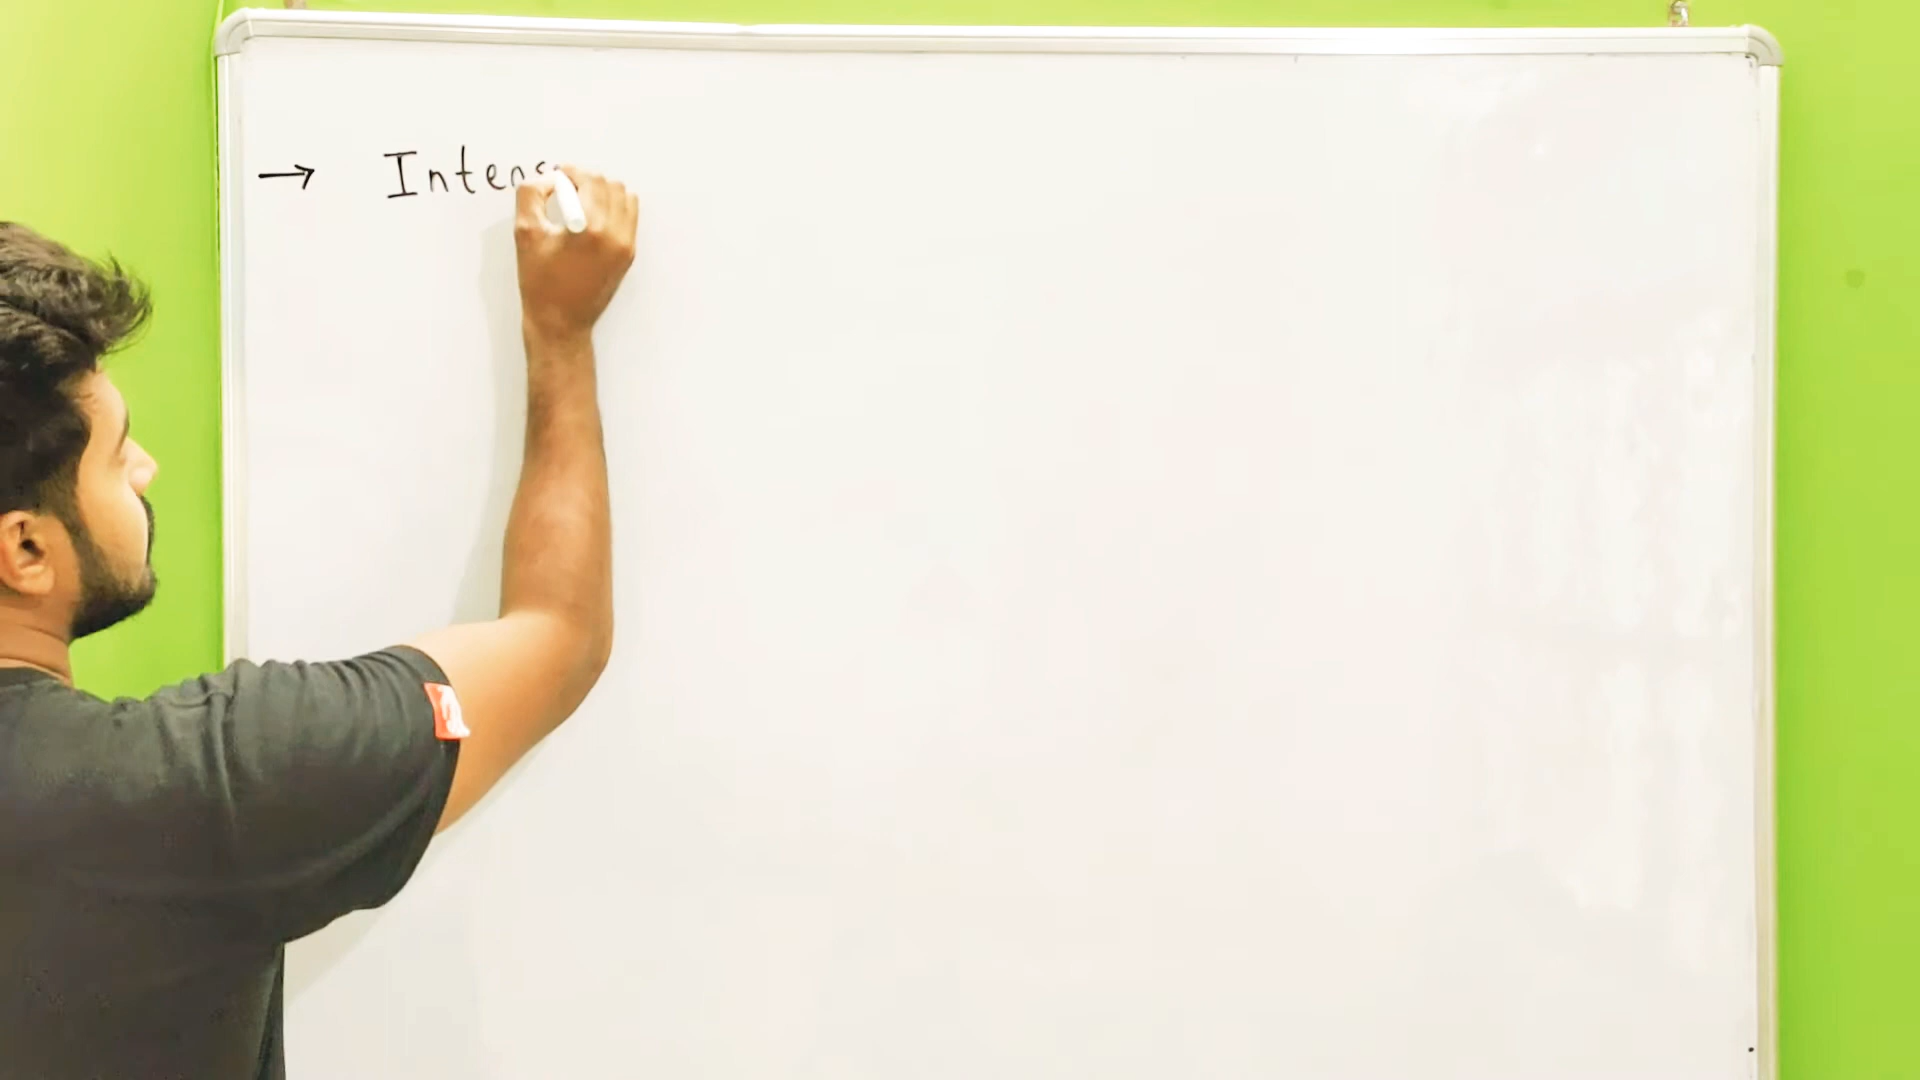 → Intens